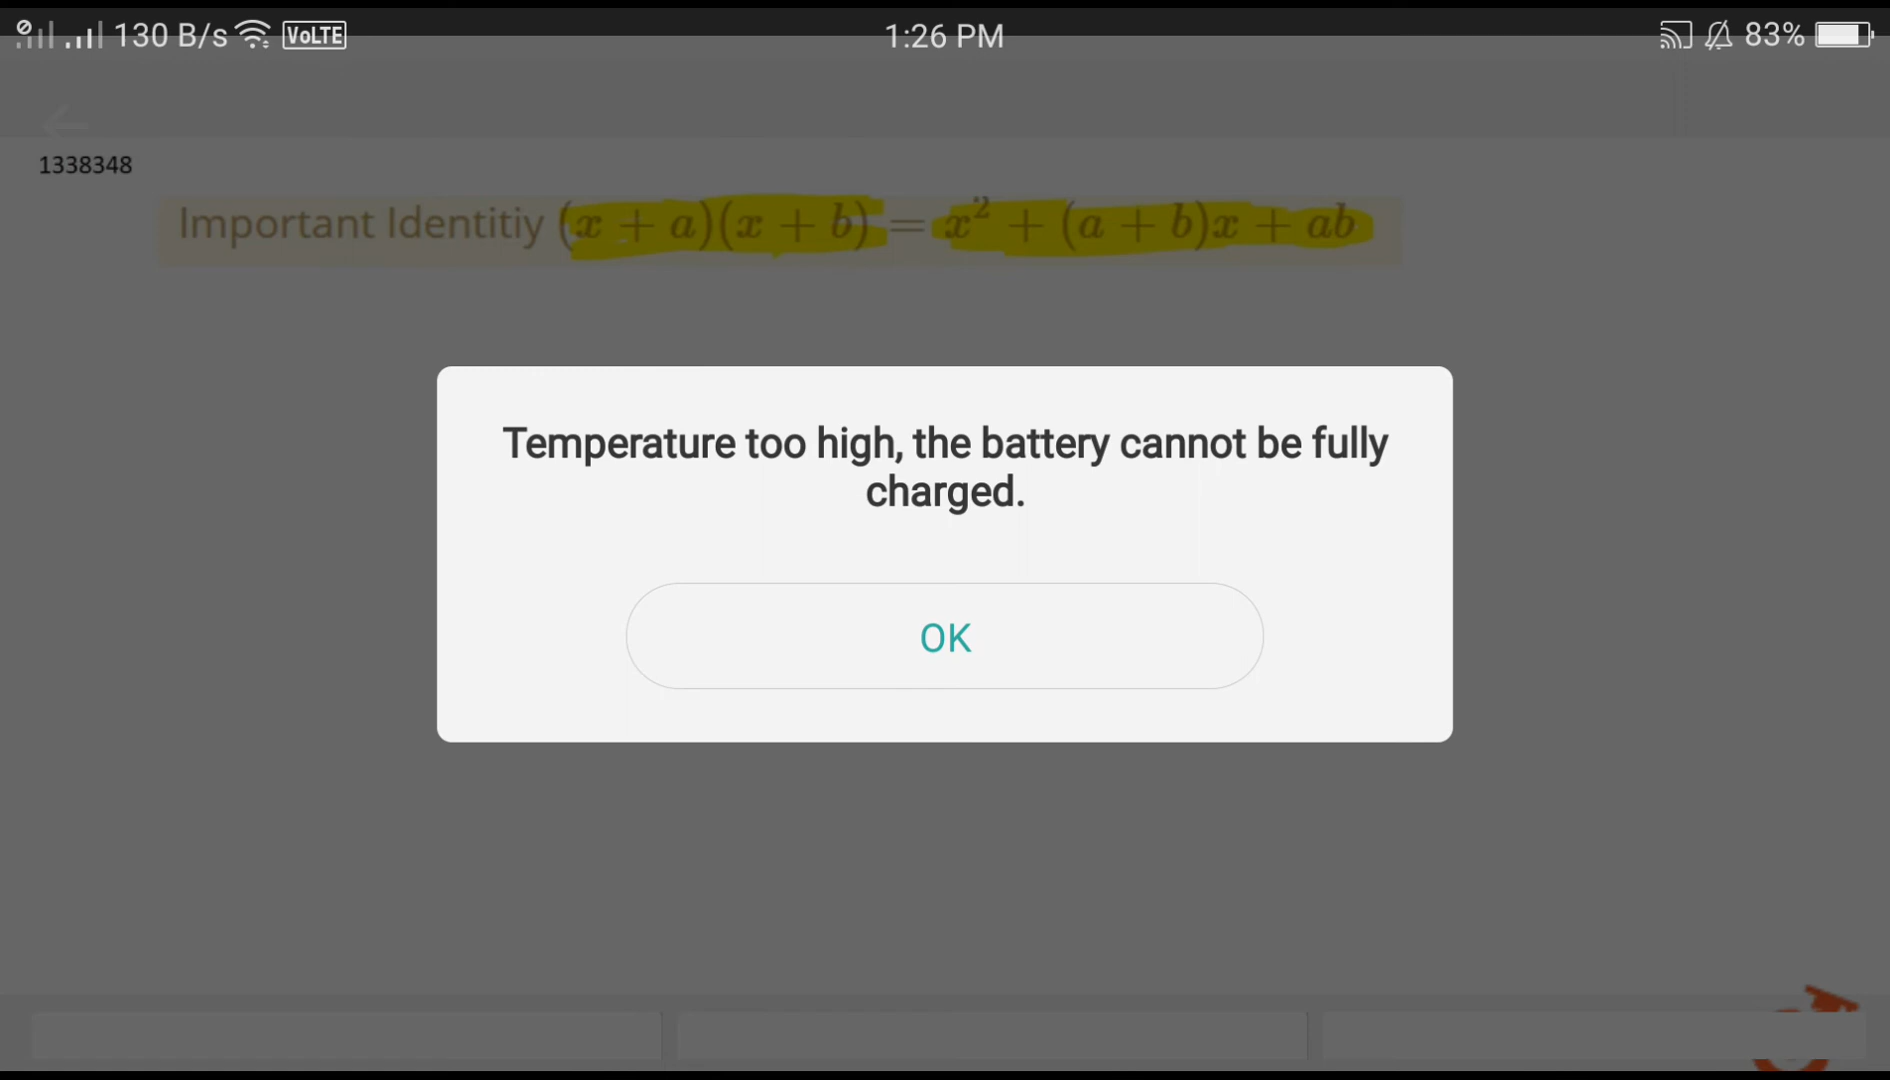 130 B/s VoLTE 1:26 PM 83%
1338348
Important Identitiy (x + a)(x + b) = x² + (a + b)x + ab
Temperature too high, the battery cannot be fully
charged.
OK